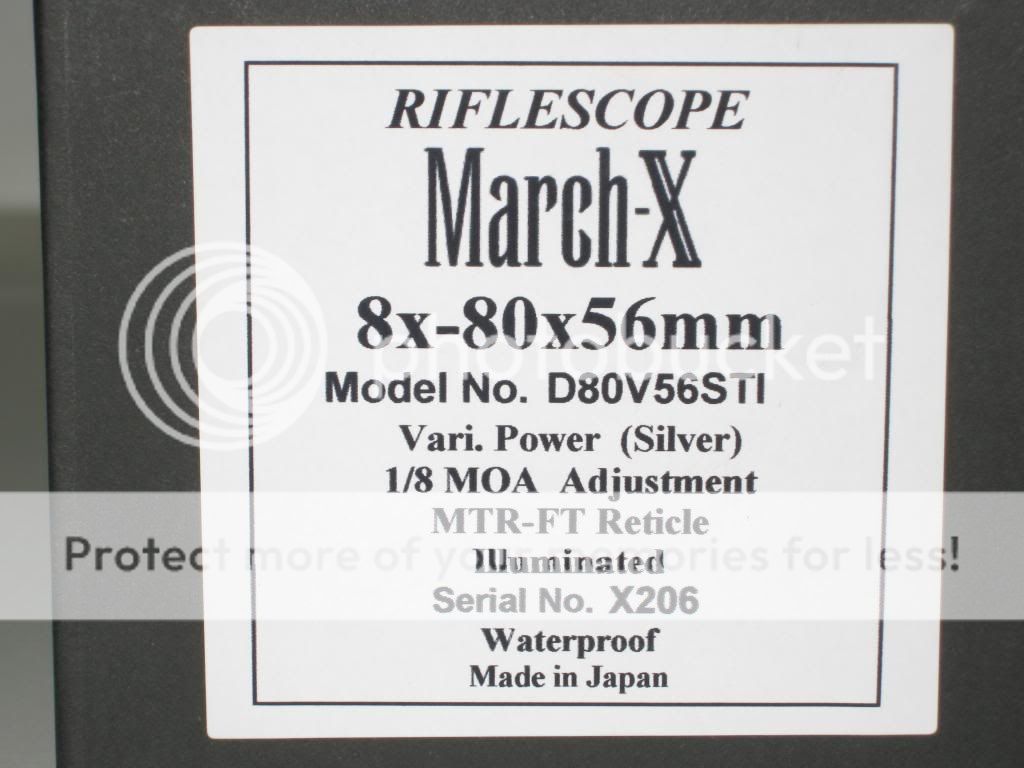 RIFLESCOPE
March-X
8x-80x56mm
photobucket
Model No. D80V56STI
Vari. Power (Silver)
1/8 MOA Adjustment
MTR-FT Reticle
Protect more of your memories for less!
Illuminated
Serial No. X206
Waterproof
Made in Japan